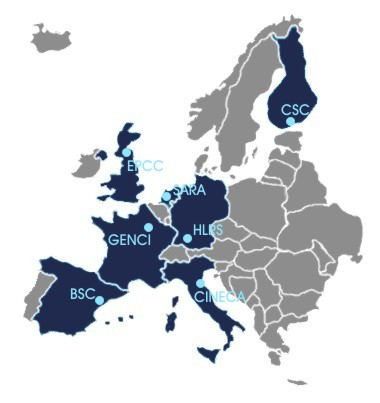 CSC
EPCC
SARA
GENCI
HLRS
BSC
CINECA